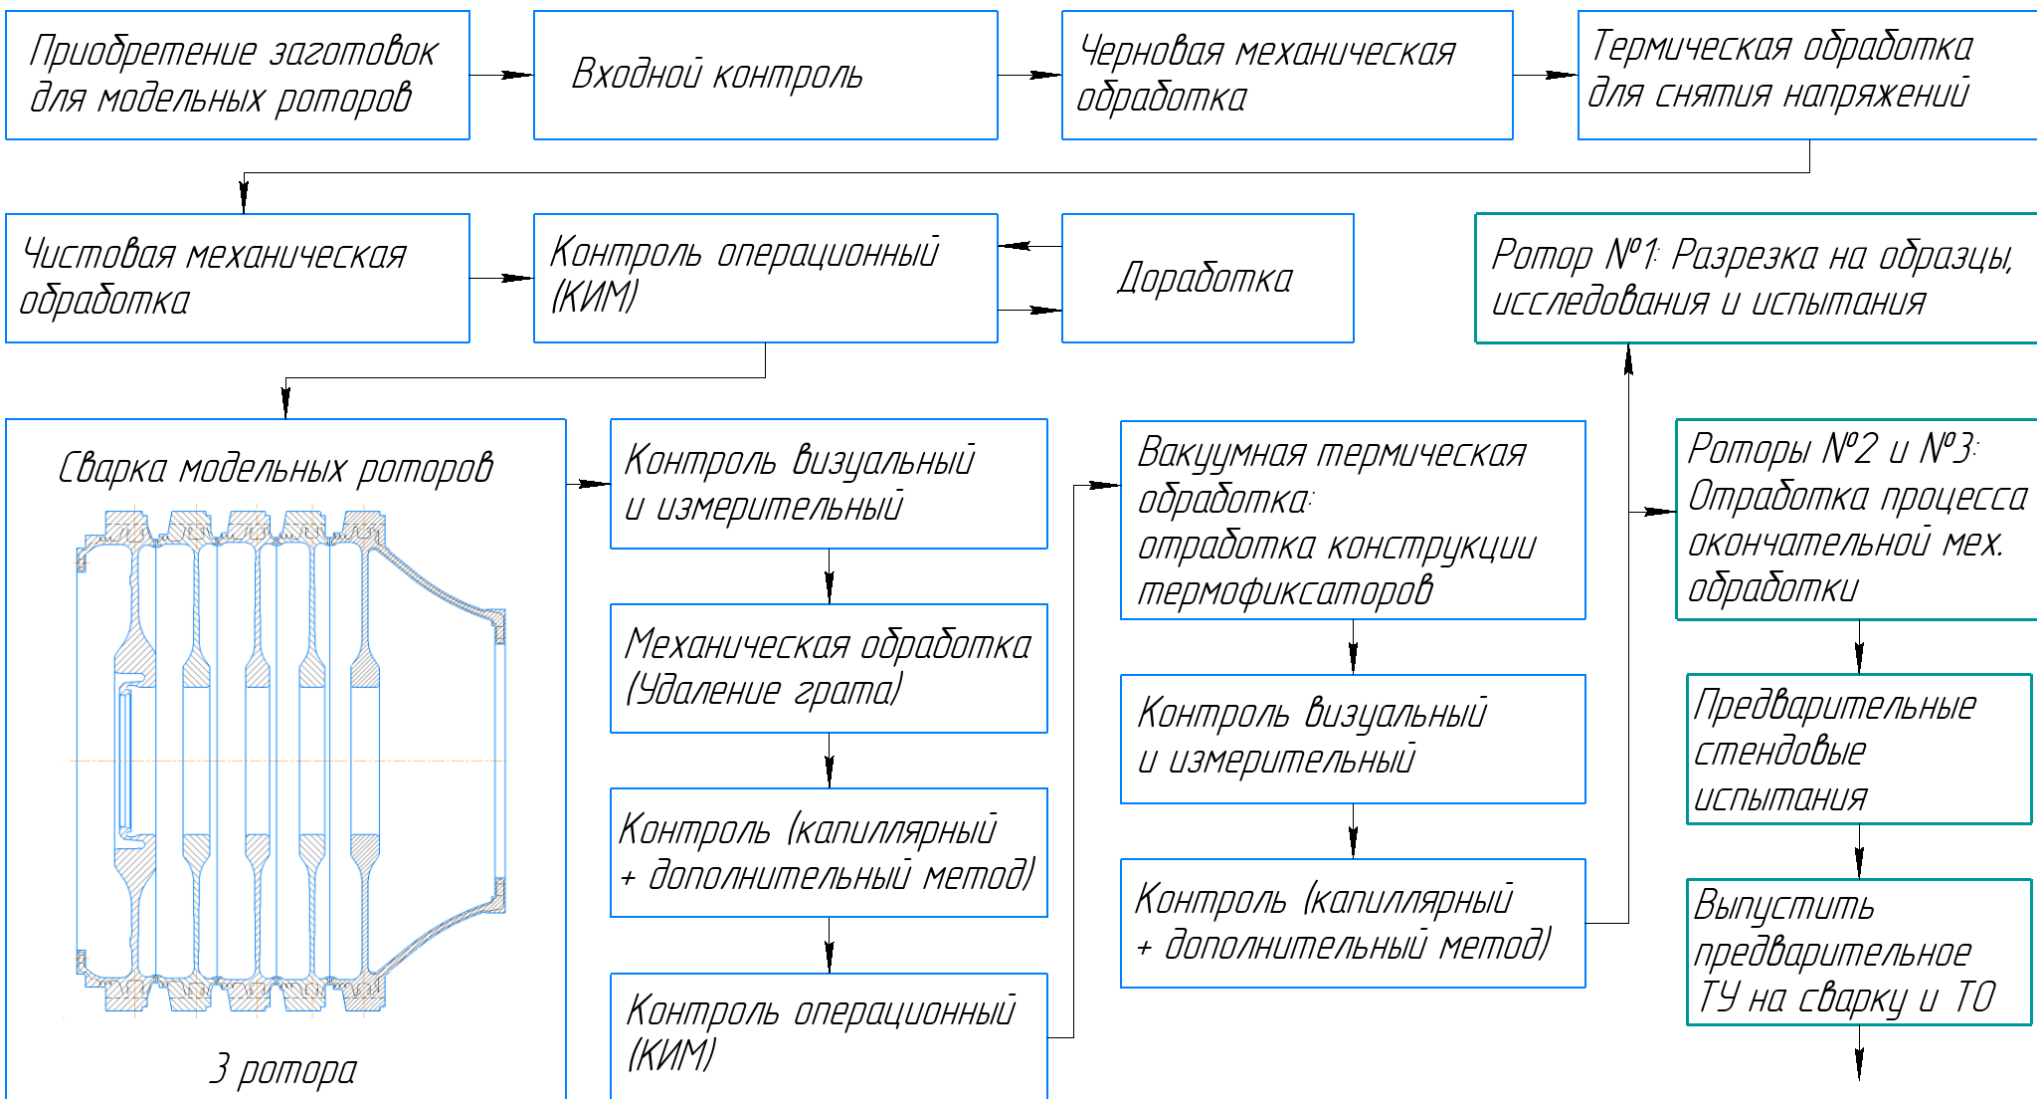 Приобретение заготовок
для модельных роторов
Входной контроль
Черновая механическая
обработка
Термическая обработка
для снятия напряжений
Чистовая механическая
обработка
Контроль операционный
(КИМ)
Доработка
Ротор №1: Разрезка на образцы,
исследования и испытания
Сварка модельных роторов
3 ротора
Контроль визуальный
и измерительный
Механическая обработка
(Удаление грата)
Контроль (капиллярный
+ дополнительный метод)
Контроль операционный
(КИМ)
Вакуумная термическая
обработка:
отработка конструкции
термофиксаторов
Контроль визуальный
и измерительный
Контроль (капиллярный
+ дополнительный метод)
Роторы №2 и №3:
Отработка процесса
окончательной мех.
обработки
Предварительные
стендовые
испытания
Выпустить
предварительное
ТУ на сварку и ТО